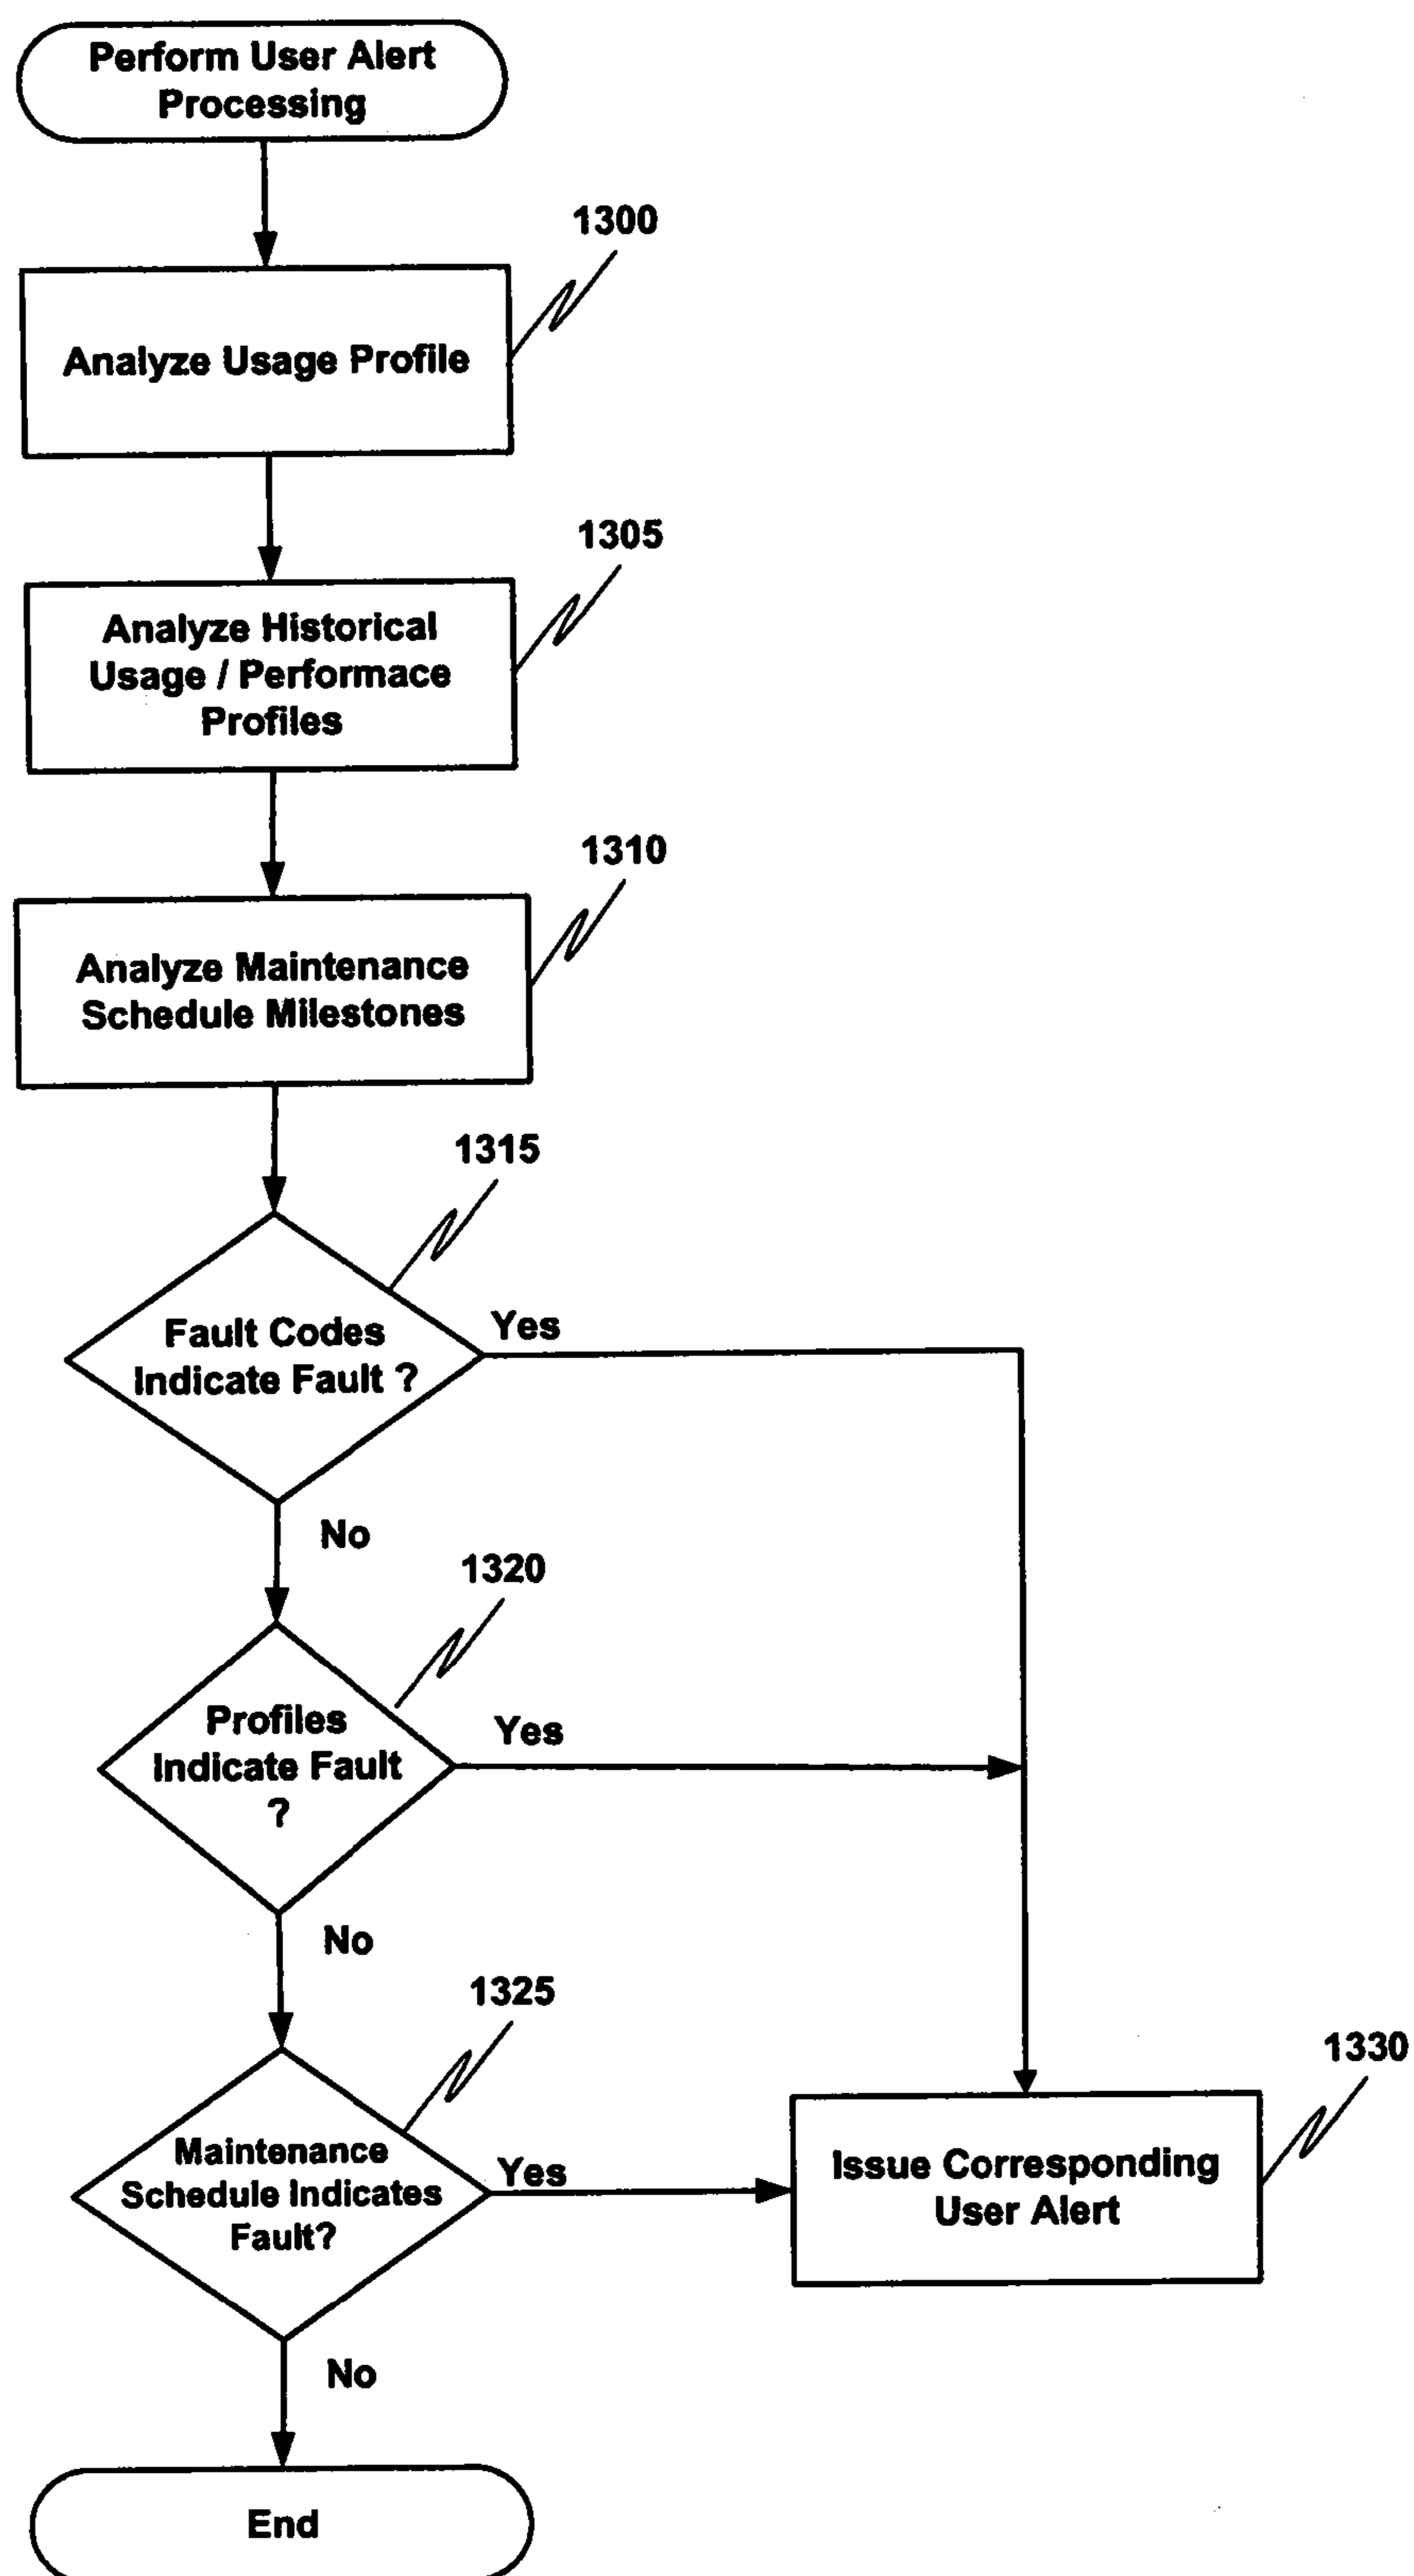 Perform User Alert
Processing
1300
Analyze Usage Profile
1305
Analyze Historical
Usage / Performace
Profiles
1310
Analyze Maintenance
Schedule Milestones
1315
Fault Codes
Indicate Fault ?
Yes
No
1320
Profiles
Indicate Fault
?
Yes
No
1325
Maintenance
Schedule Indicates
Fault?
Yes
1330
Issue Corresponding
User Alert
No
End